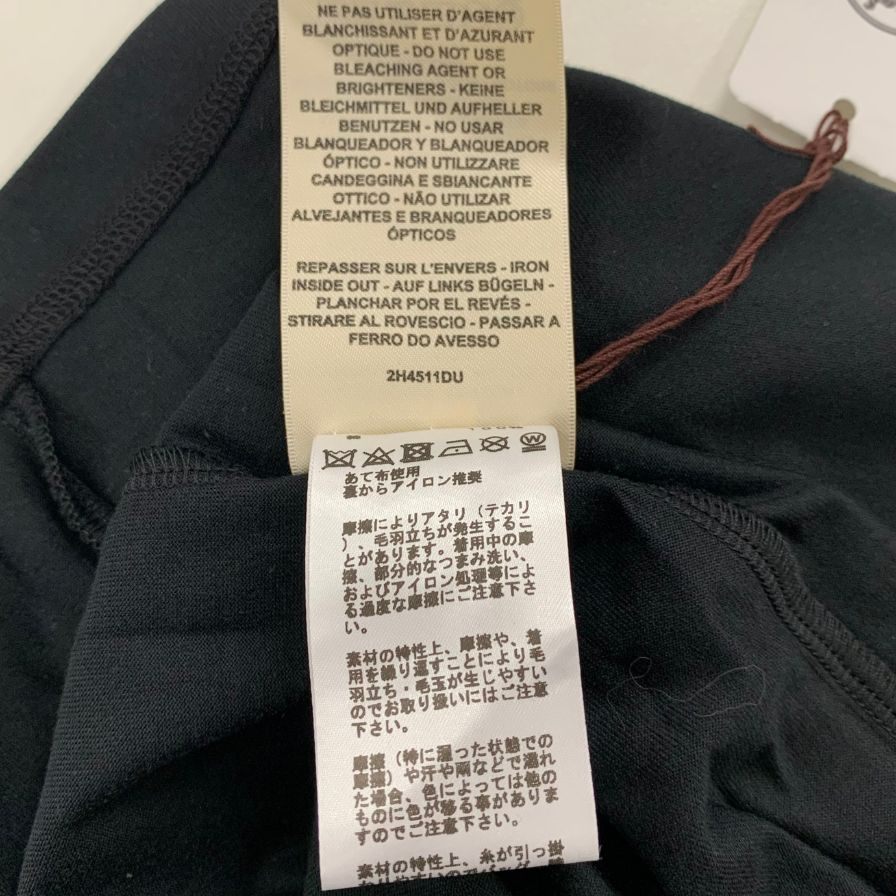 NE PAS UTILISER D'AGENT
BLANCHISSANT ET D'AZURANT
OPTIQUE - DO NOT USE
BLEACHING AGENT OR
BRIGHTENERS - KEINE
BLEICHMITTEL UND AUFHELLER
BENUTZEN - NO USAR
BLANQUEADOR Y BLANQUEADOR
ÓPTICO - NON UTILIZZARE
CANDEGGINA E SBIANCANTE
OTTICO - NÃO UTILIZAR
ALVEJANTES E BRANQUEADORES
ÓPTICOS
REPASSER SUR L'ENVERS - IRON
INSIDE OUT - AUF LINKS BÜGELN -
PLANCHAR POR EL REVÉS -
STIRARE AL ROVESCIO - PASSAR A
FERRO DO AVESSO
2H4511DU
W
あて布使用
裏からアイロン推奨
摩擦によりアタリ（テカリ
）、毛羽立ちが発生するこ
とがあります。着用中の摩
擦、部分的なつまみ洗い、
およびアイロン処理等によ
る過度な摩擦にご注意下さ
い。
素材の特性上、摩擦や、着
用を繰り返すことにより毛
羽立ち・毛玉が生じやすい
のでお取り扱いにはご注意
下さい。
摩擦（特に湿った状態での
摩擦）や汗や雨などで濡れ
た場合、色によっては他の
ものに色が移る事がありま
すのでご注意下さい。
素材の特性上、糸が引っ掛